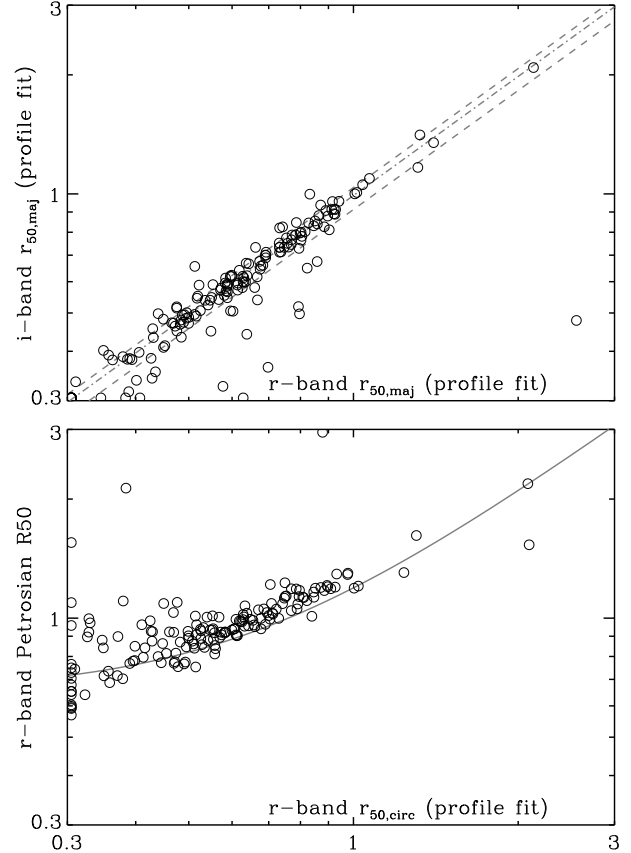 3
1
0.3
i-band r50,maj (profile fit)
r-band r50,maj (profile fit)
3
1
0.3
r-band Petrosian R50
r-band r50,circ (profile fit)
0.3 1 3